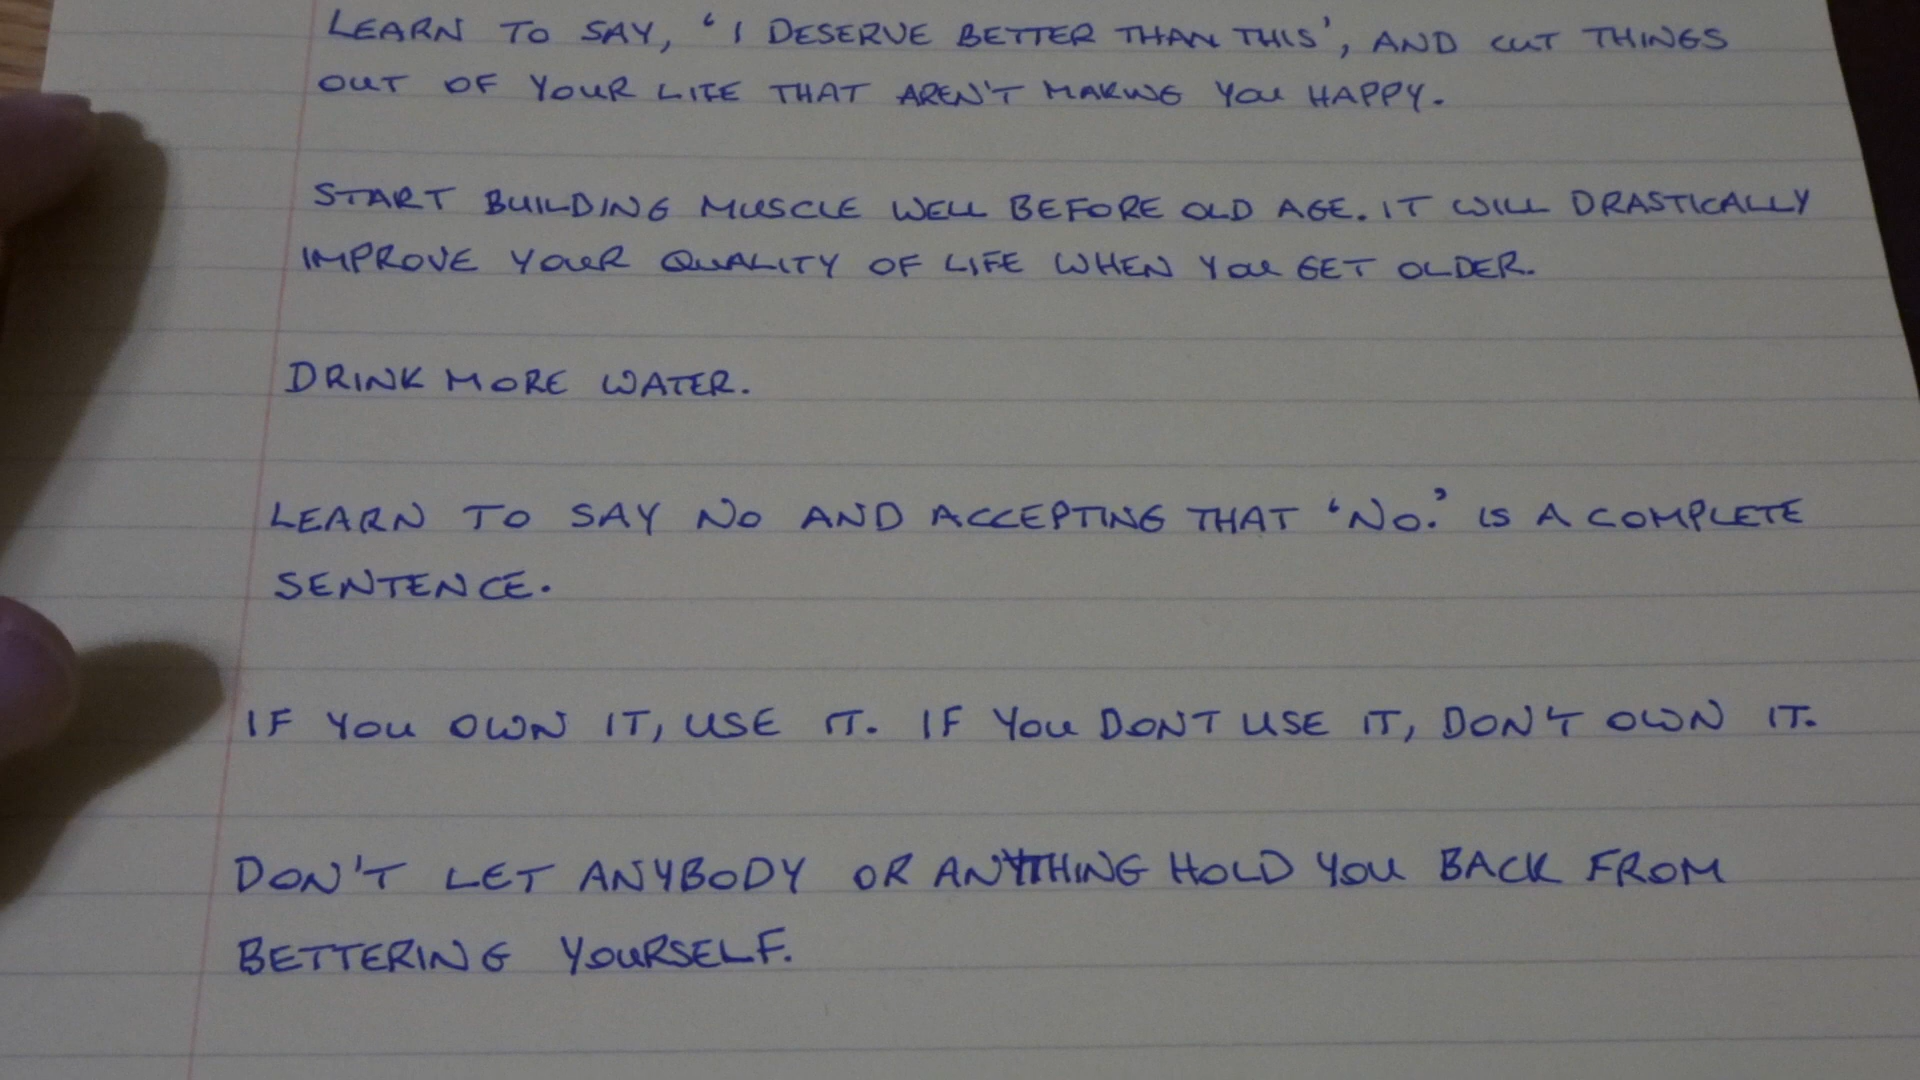 LEARN TO SAY, 'I DESERVE BETTER THAN THIS', AND CUT THINGS
OUT OF YOUR LIFE THAT AREN'T MAKING YOU HAPPY.
START BUILDING MUSCLE WELL BEFORE OLD AGE. IT WILL DRASTICALLY
IMPROVE YOUR QUALITY OF LIFE WHEN YOU GET OLDER.
DRINK MORE WATER.
LEARN TO SAY NO AND ACCEPTING THAT 'NO.' IS A COMPLETE
SENTENCE.
IF YOU OWN IT, USE IT. IF YOU DONT USE IT, DON'T OWN IT.
DON'T LET ANYBODY OR ANYTHING HOLD YOU BACK FROM
BETTERING YOURSELF.